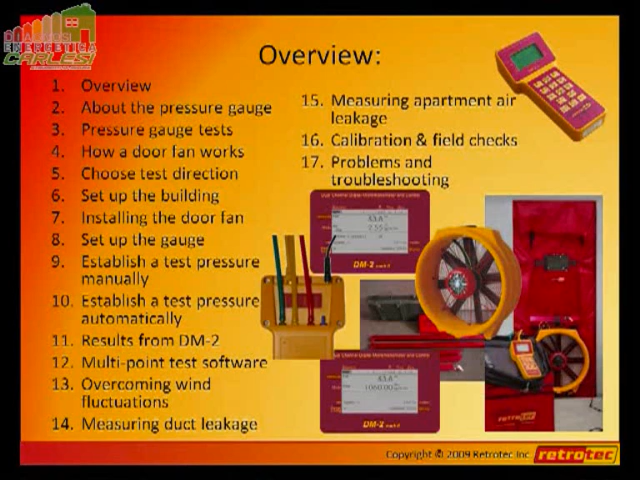 ENERGETICA
CARLESI
Overview:
1. Overview
2. About the pressure gauge
3. Pressure gauge tests
4. How a door fan works
5. Choose test direction
6. Set up the building
7. Installing the door fan
8. Set up the gauge
9. Establish a test pressure
manually
10. Establish a test pressure
automatically
11. Results from DM-2
12. Multi-point test software
13. Overcoming wind
fluctuations
14. Measuring duct leakage
15. Measuring apartment air
leakage
16. Calibration & field checks
17. Problems and
troubleshooting
DM-2
DM-2
retrotec
Copyright © 2009 Retrotec Inc
retrotec